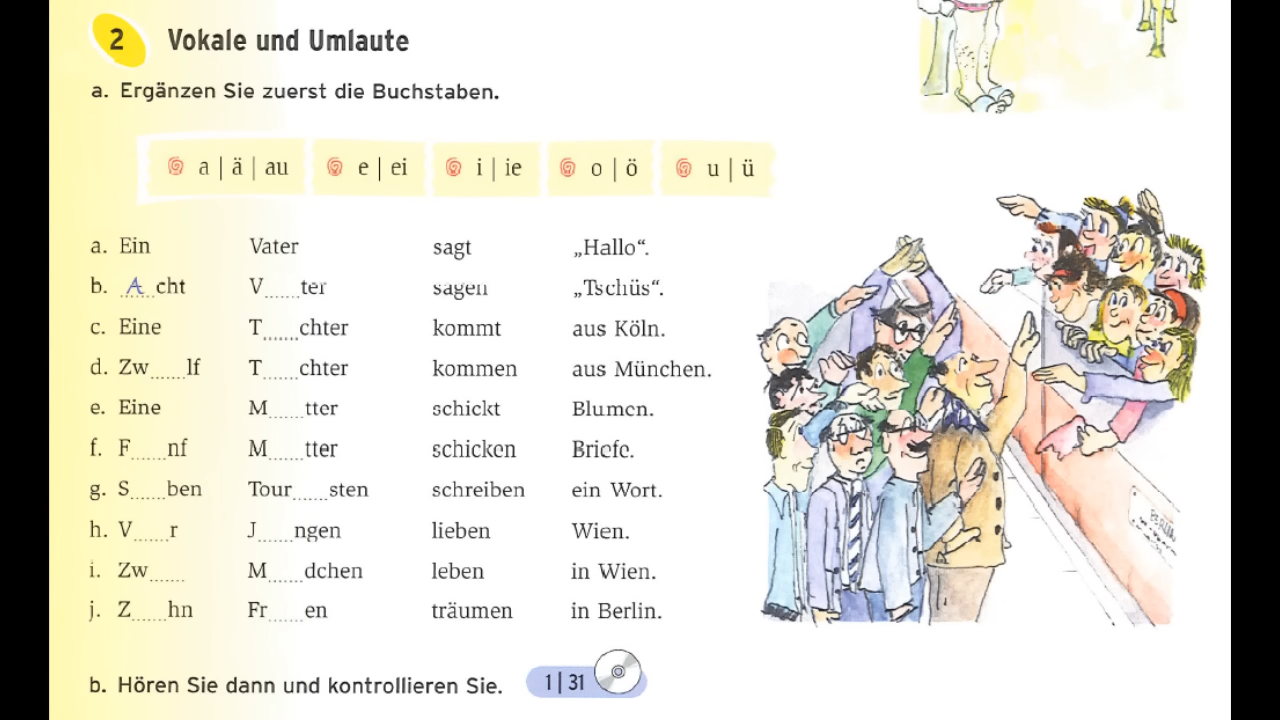 2 Vokale und Umlaute
a. Ergänzen Sie zuerst die Buchstaben.
a | ä | au e | ei i | ie o | ö u | ü
a. Ein Vater sagt „Hallo“.
b. A cht V......ter sagen „Tschüs“.
c. Eine T......chter kommt aus Köln.
d. Zw......lf T......chter kommen aus München.
e. Eine M......tter schickt Blumen.
f. F......nf M......tter schicken Briefe.
g. S......ben Tour......sten schreiben ein Wort.
h. V......r J......ngen lieben Wien.
i. Zw...... M......dchen leben in Wien.
j. Z......hn Fr......en träumen in Berlin.
BERLIN
b. Hören Sie dann und kontrollieren Sie. 1 | 31